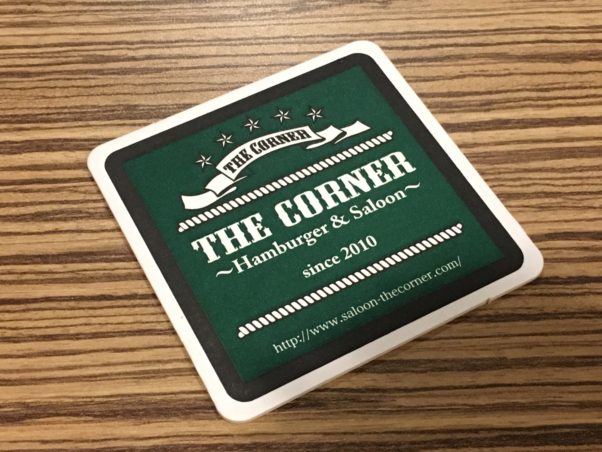 THE CORNER
THE CORNER
~Hamburger & Saloon~
since 2010
http://www.saloon-thecorner.com/